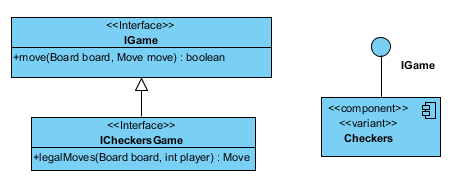 <<Interface>>
IGame
+move(Board board, Move move) : boolean
<<Interface>>
ICheckersGame
+legalMoves(Board board, int player) : Move
IGame
<<component>>
<<variant>>
Checkers